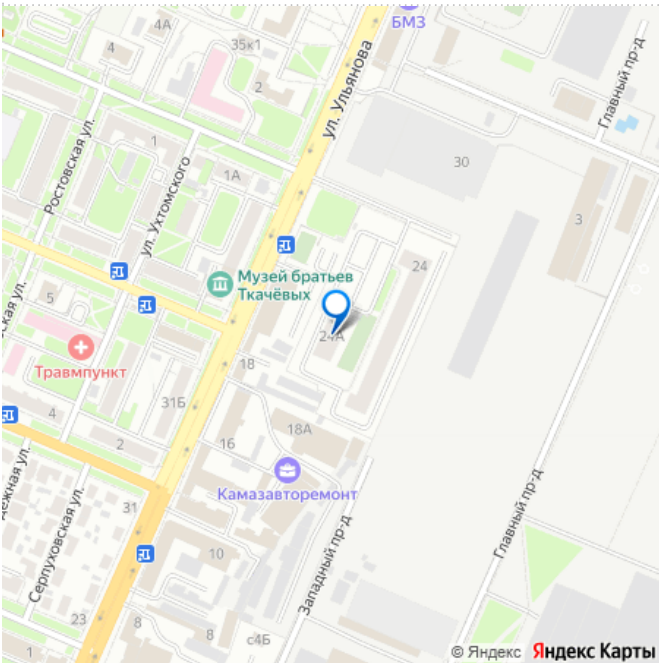 4А
БМЗ
4
35к1
2
ул. Ульянова
Главный пр-д
Ростовская ул.
1
ул. Ухтомского
1А
30
3
24
Музей братьев
Ткачёвых
5
24А
Травмпункт
18
31Б
4
2
16
18А
Камазавторемонт
Серпуховская ул.
31
10
Западный пр-д
Главный пр-д
23
1
8
8
с4Б
© Яндекс Яндекс Карты